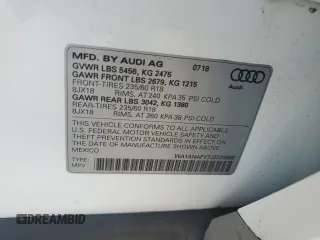 MFD. BY AUDI AG 07 18
GVWR LBS 5456, KG 2475
GAWR FRONT LBS 2679, KG 1215
FRONT-TIRES 235/60 R18
8JX18 RIMS, AT 240 KPA 35 PSI COLD
GAWR REAR LBS 3042, KG 1380
REAR-TIRES 235/60 R18
8JX18 RIMS, AT 260 KPA 38 PSI COLD
THIS VEHICLE CONFORMS TO ALL APPLICABLE
U.S. FEDERAL MOTOR VEHICLE SAFETY AND
THEFT PREVENTION STANDARDS IN EFFECT ON THE
DATE OF MANUFACTURE SHOWN ABOVE.
MEXICO
TYPE:
MPV
Audi
DREAMBID
.COM